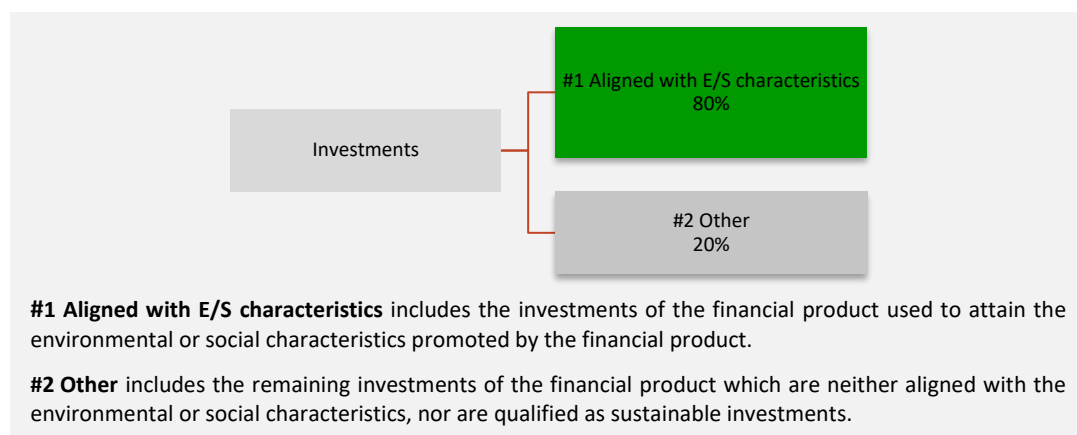 #1 Aligned with E/S characteristics
80%
Investments
#2 Other
20%
#1 Aligned with E/S characteristics includes the investments of the financial product used to attain the
environmental or social characteristics promoted by the financial product.
#2 Other includes the remaining investments of the financial product which are neither aligned with the
environmental or social characteristics, nor are qualified as sustainable investments.